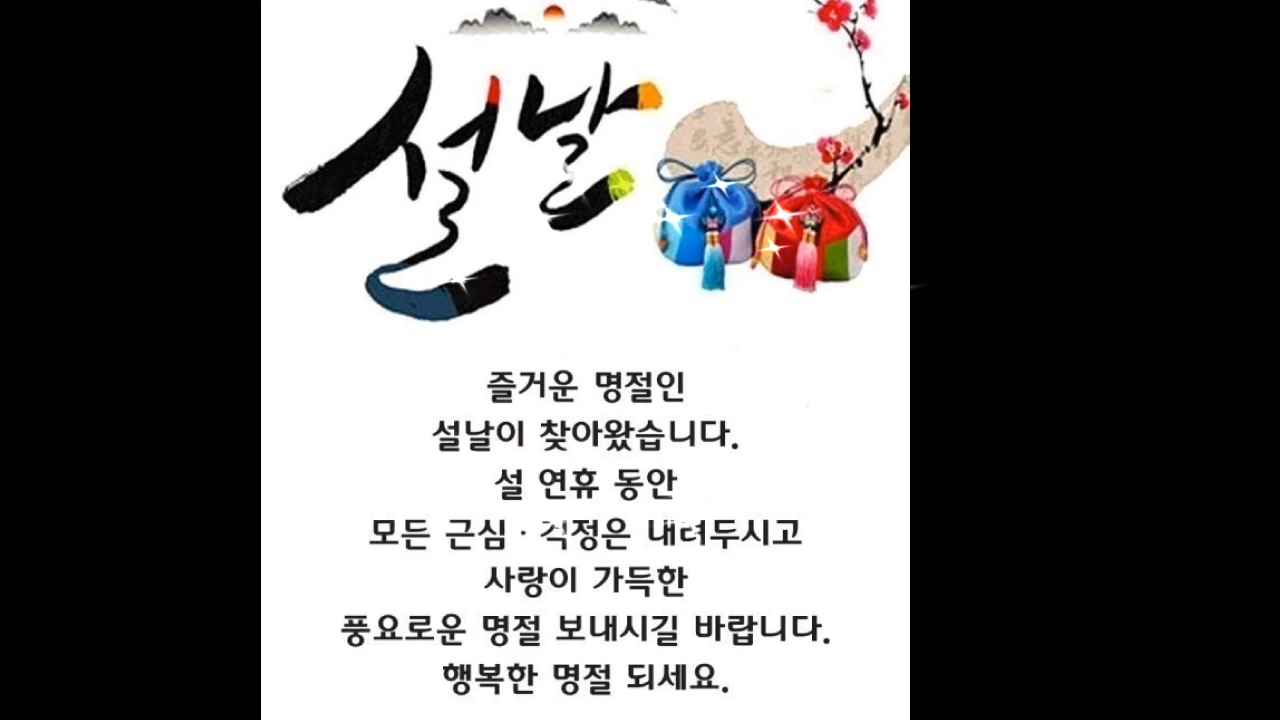 설날
즐거운 명절인
설날이 찾아왔습니다.
설 연휴 동안
모든 근심 · 걱정은 내려두시고
사랑이 가득한
풍요로운 명절 보내시길 바랍니다.
행복한 명절 되세요.